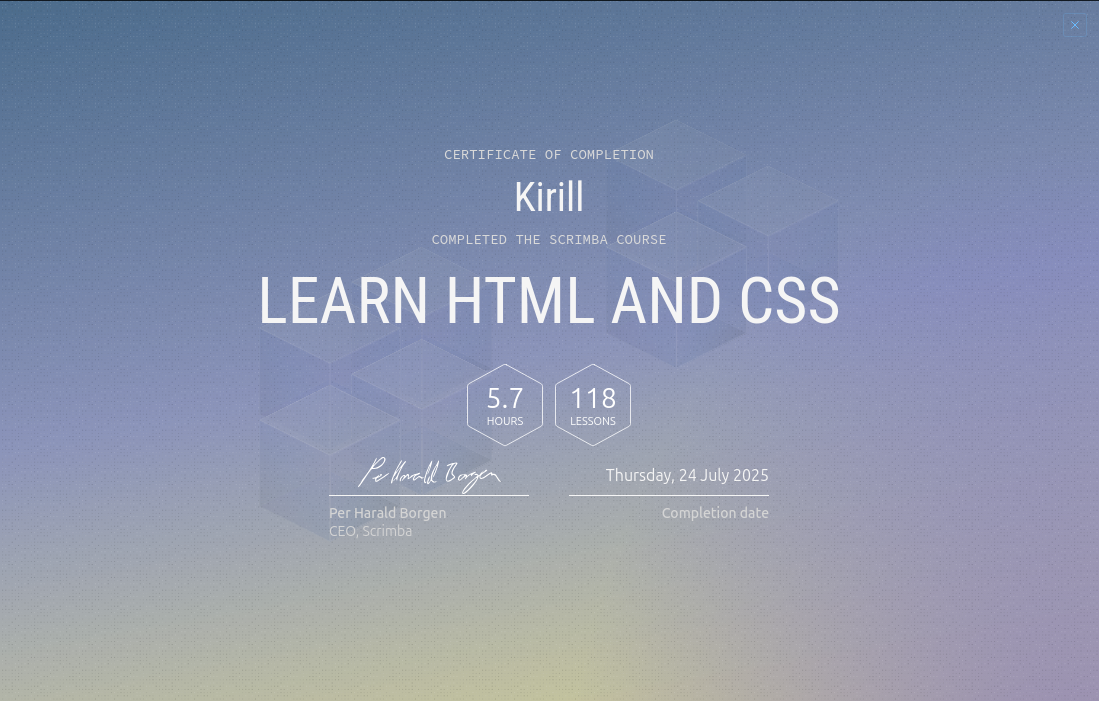 CERTIFICATE OF COMPLETION
Kirill
COMPLETED THE SCRIMBA COURSE
LEARN HTML AND CSS
5.7
HOURS
118
LESSONS
Per Harald Borgen
Thursday, 24 July 2025
Per Harald Borgen
CEO, Scrimba
Completion date